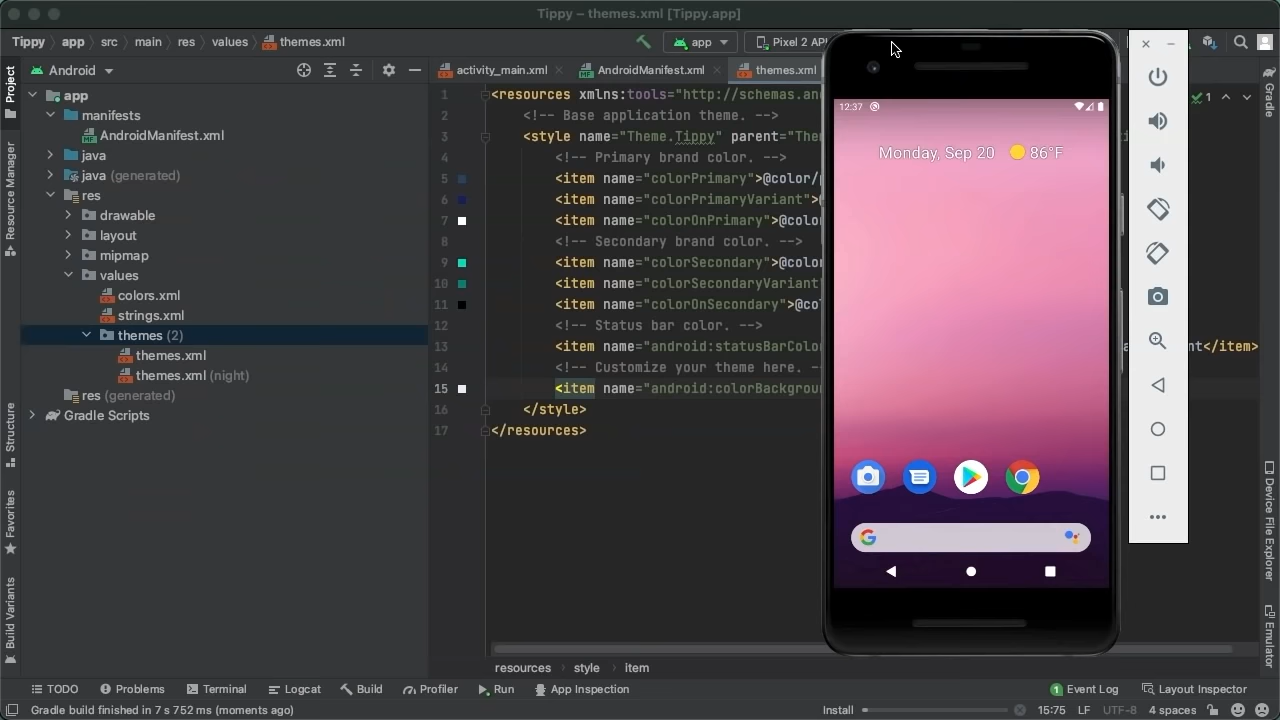 Tippy – themes.xml [Tippy.app]
Tippy app src main res values themes.xml
app
Pixel 2 API
Android
activity_main.xml
AndroidManifest.xml
themes.xml
Project
Resource Manager
Structure
Favorites
Build Variants
app
manifests
AndroidManifest.xml
java
java (generated)
res
drawable
layout
mipmap
values
colors.xml
strings.xml
themes (2)
themes.xml
themes.xml (night)
res (generated)
Gradle Scripts
1 <resources xmlns:tools="http://schemas.an
2 <!-- Base application theme. -->
3 <style name="Theme.Tippy" parent="The
4 <!-- Primary brand color. -->
5 <item name="colorPrimary">@color/
6 <item name="colorPrimaryVariant">
7 <item name="colorOnPrimary">@colo
8 <!-- Secondary brand color. -->
9 <item name="colorSecondary">@colo
10 <item name="colorSecondaryVariant"
11 <item name="colorOnSecondary">@co
12 <!-- Status bar color. -->
13 <item name="android:statusBarColo
nt</item>
14 <!-- Customize your theme here. -
15 <item name="android:colorBackgroun
16 </style>
17 </resources>
1
12:37
Monday, Sep 20 86°F
Gradle
Device File Explorer
Emulator
resources style item
TODO Problems Terminal Logcat Build Profiler Run App Inspection
1 Event Log Layout Inspector
Gradle build finished in 7 s 752 ms (moments ago)
Install
15:75 LF UTF-8 4 spaces